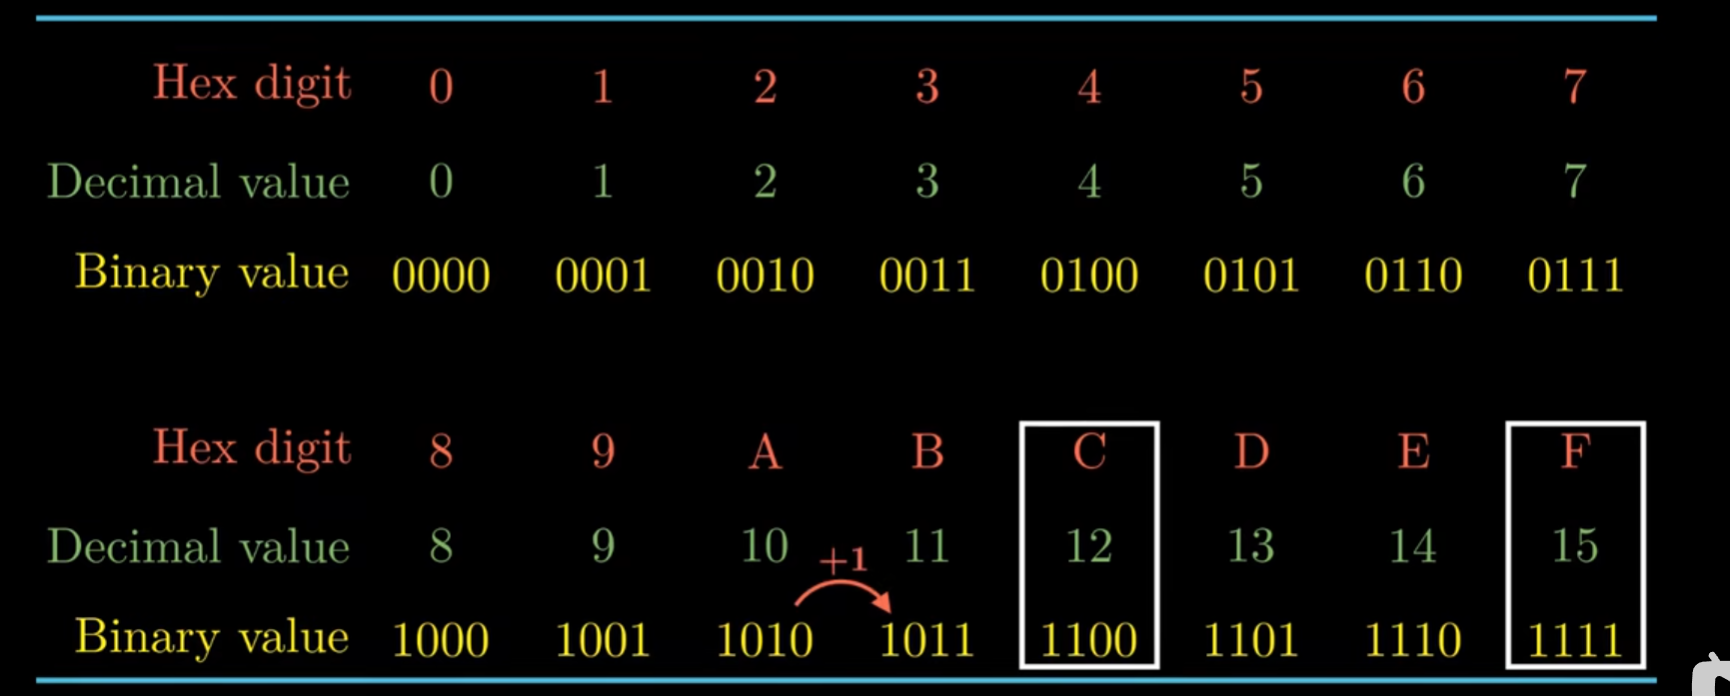 Hex digit 0 1 2 3 4 5 6 7
Decimal value 0 1 2 3 4 5 6 7
Binary value 0000 0001 0010 0011 0100 0101 0110 0111
Hex digit 8 9 A B C D E F
Decimal value 8 9 10 +1 11 12 13 14 15
Binary value 1000 1001 1010 1011 1100 1101 1110 1111